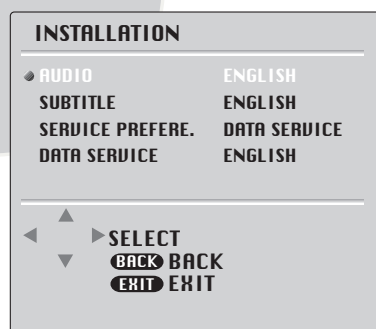 INSTALLATION
AUDIO ENGLISH
SUBTITLE ENGLISH
SERVICE PREFERE. DATA SERVICE
DATA SERVICE ENGLISH
SELECT
BACK BACK
EXIT EXIT